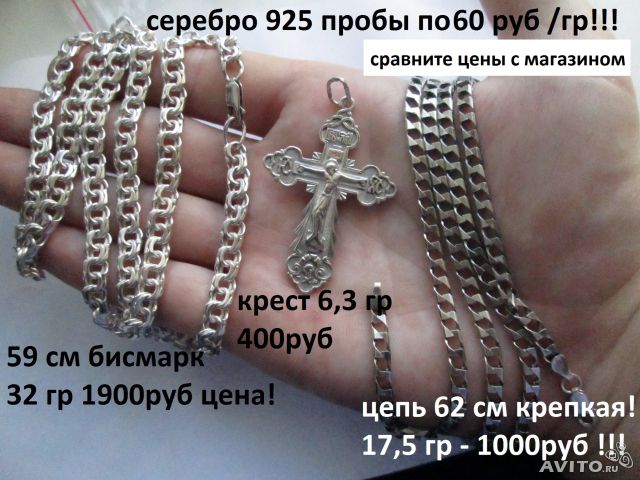 серебро 925 пробы по60 руб /гр!!!
сравните цены с магазином
крест 6,3 гр
400руб
59 см бисмарк
32 гр 1900руб цена!
цепь 62 см крепкая!
17,5 гр - 1000руб !!!
AVITO.RU